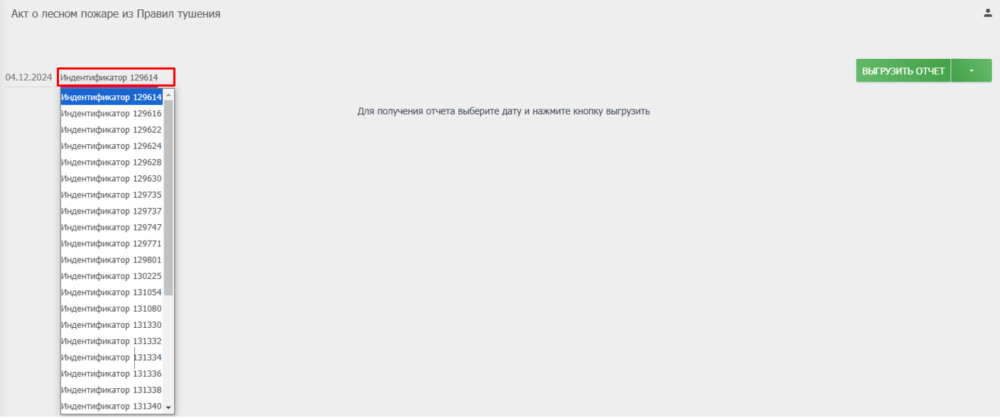 Акт о лесном пожаре из Правил тушения
04.12.2024 Индентификатор 129614
ВЫГРУЗИТЬ ОТЧЕТ
Индентификатор 129614
Для получения отчета выберите дату и нажмите кнопку выгрузить
Индентификатор 129616
Индентификатор 129622
Индентификатор 129624
Индентификатор 129628
Индентификатор 129630
Индентификатор 129735
Индентификатор 129737
Индентификатор 129747
Индентификатор 129771
Индентификатор 129801
Индентификатор 130225
Индентификатор 131054
Индентификатор 131080
Индентификатор 131330
Индентификатор 131332
Индентификатор 131334
Индентификатор 131336
Индентификатор 131338
Индентификатор 131340